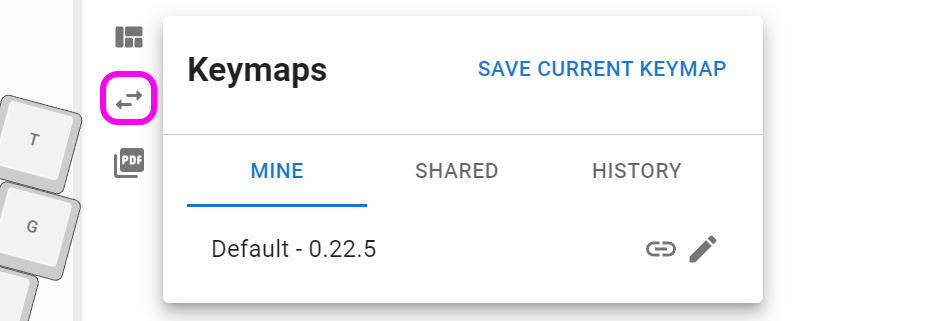 Keymaps
SAVE CURRENT KEYMAP
PDF
T
MINE
SHARED
HISTORY
G
Default - 0.22.5